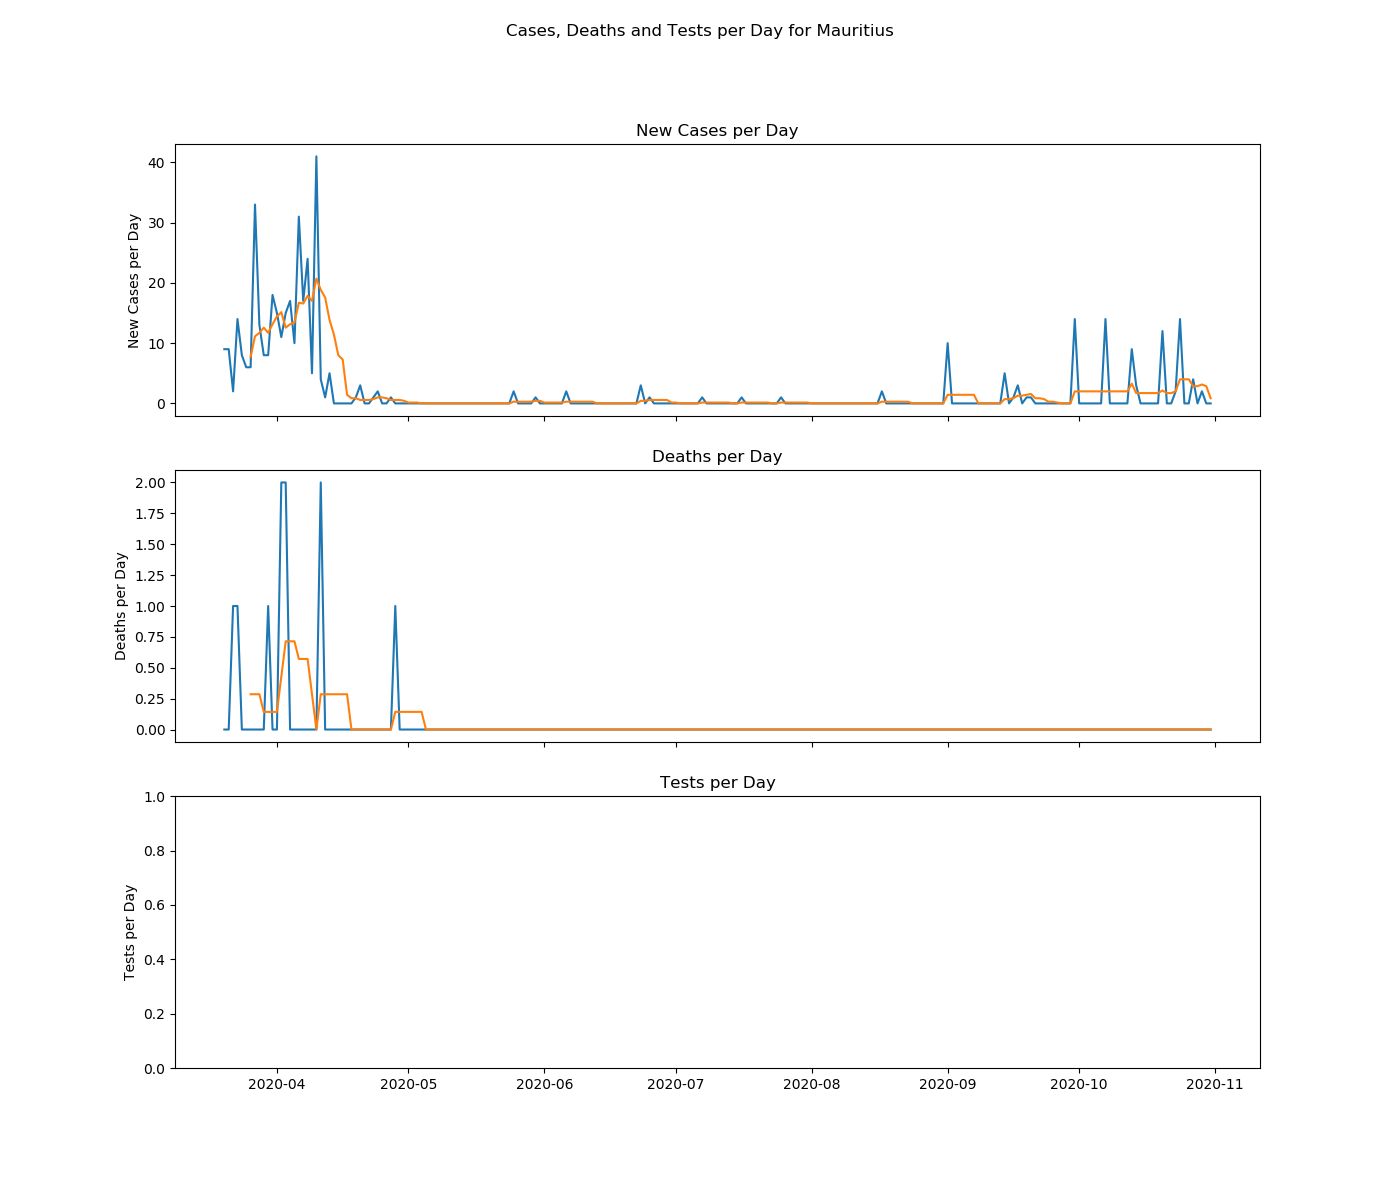 Cases, Deaths and Tests per Day for Mauritius
New Cases per Day
New Cases per Day
40
30
20
10
0
Deaths per Day
Deaths per Day
2.00
1.75
1.50
1.25
1.00
0.75
0.50
0.25
0.00
Tests per Day
Tests per Day
1.0
0.8
0.6
0.4
0.2
0.0
2020-04 2020-05 2020-06 2020-07 2020-08 2020-09 2020-10 2020-11